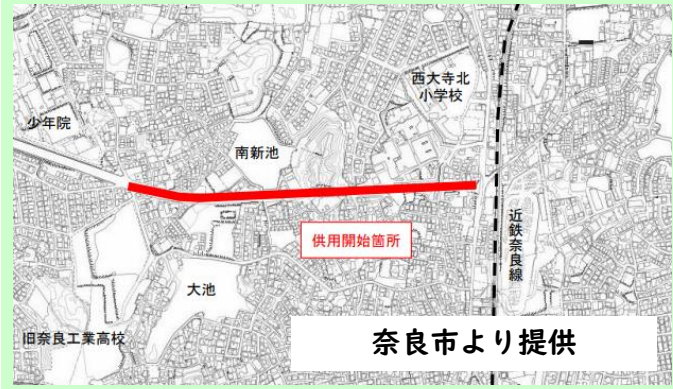 西大寺北
小学校
少年院
南新池
供用開始箇所
近鉄奈良線
大池
旧奈良工業高校
奈良市より提供